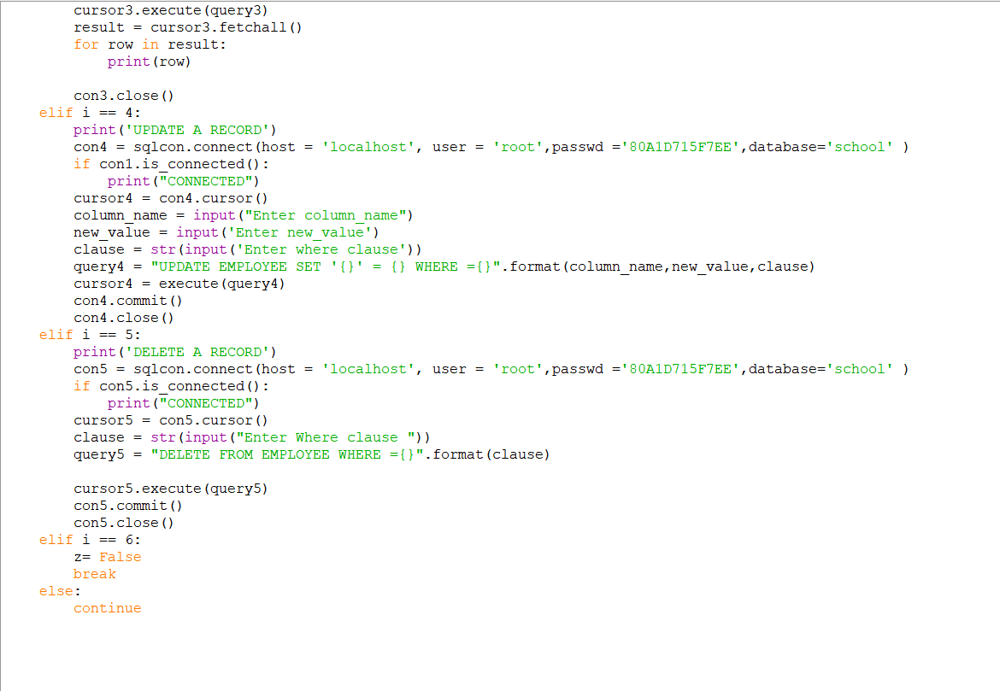 cursor3.execute(query3)
result = cursor3.fetchall()
for row in result:
print(row)
con3.close()
elif i == 4:
print('UPDATE A RECORD')
con4 = sqlcon.connect(host = 'localhost', user = 'root',passwd ='80A1D715F7EE',database='school' )
if con1.is_connected():
print("CONNECTED")
cursor4 = con4.cursor()
column_name = input("Enter column_name")
new_value = input('Enter new_value')
clause = str(input('Enter where clause'))
query4 = "UPDATE EMPLOYEE SET '{}' = {} WHERE ={}".format(column_name,new_value,clause)
cursor4 = execute(query4)
con4.commit()
con4.close()
elif i == 5:
print('DELETE A RECORD')
con5 = sqlcon.connect(host = 'localhost', user = 'root',passwd ='80A1D715F7EE',database='school' )
if con5.is_connected():
print("CONNECTED")
cursor5 = con5.cursor()
clause = str(input("Enter Where clause "))
query5 = "DELETE FROM EMPLOYEE WHERE ={}".format(clause)
cursor5.execute(query5)
con5.commit()
con5.close()
elif i == 6:
z= False
break
else:
continue